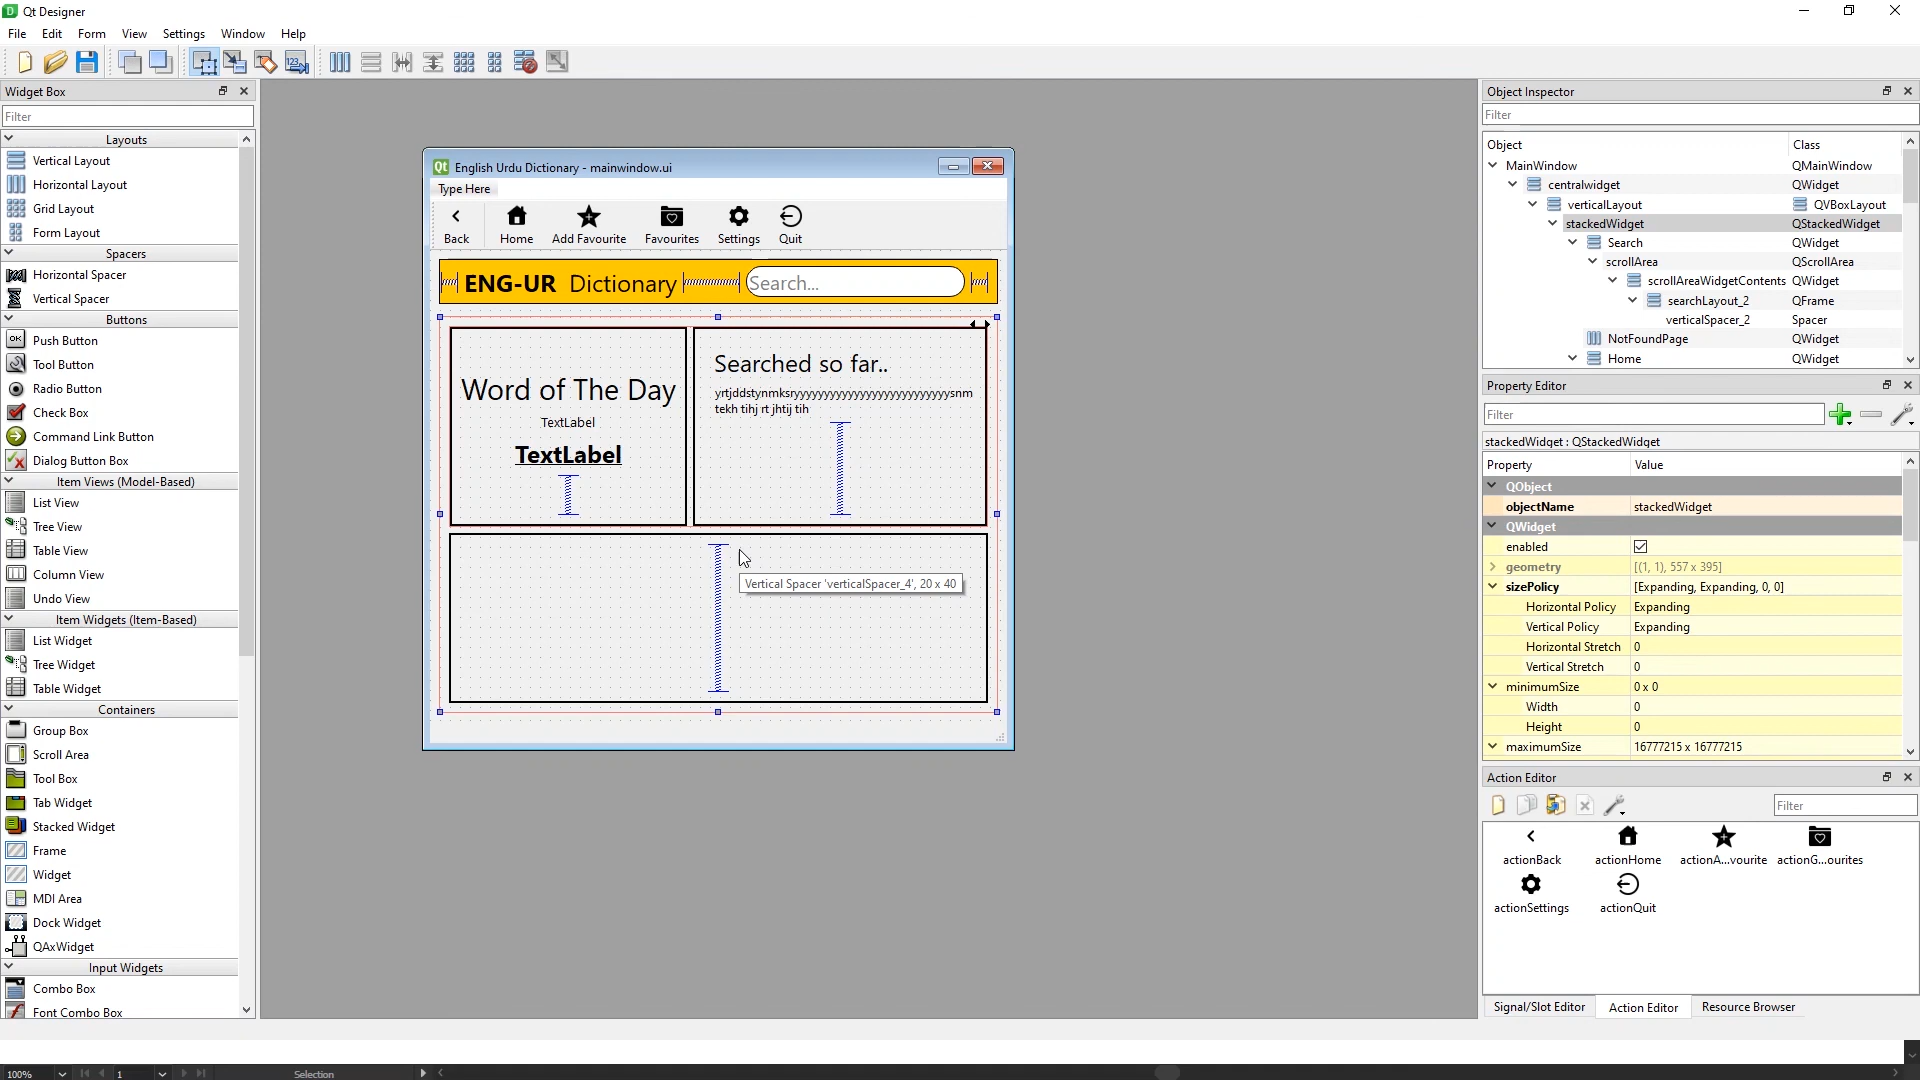 Qt Designer
File Edit Form View Settings Window Help
Widget Box
Filter
Layouts
Vertical Layout
Horizontal Layout
Grid Layout
Form Layout
Spacers
Horizontal Spacer
Vertical Spacer
Buttons
Push Button
Tool Button
Radio Button
Check Box
Command Link Button
Dialog Button Box
Item Views (Model-Based)
List View
Tree View
Table View
Column View
Undo View
Item Widgets (Item-Based)
List Widget
Tree Widget
Table Widget
Containers
Group Box
Scroll Area
Tool Box
Tab Widget
Stacked Widget
Frame
Widget
MDI Area
Dock Widget
QAxWidget
Input Widgets
Combo Box
Font Combo Box
English Urdu Dictionary - mainwindow.ui
Type Here
Back Home Add Favourite Favourites Settings Quit
ENG-UR Dictionary Search...
Word of The Day
TextLabel
TextLabel
Searched so far..
yrtjddstynmksryyyyyyyyyyyyyyyyyyyyyyyyyysnm
tekh tihj rt jhtij tih
Vertical Spacer 'verticalSpacer_4', 20 x 40
Object Inspector
Filter
Object Class
MainWindow QMainWindow
centralwidget QWidget
verticalLayout QVBoxLayout
stackedWidget QStackedWidget
Search QWidget
scrollArea QScrollArea
scrollAreaWidgetContents QWidget
searchLayout_2 QFrame
verticalSpacer_2 Spacer
NotFoundPage QWidget
Home QWidget
Property Editor
Filter
stackedWidget : QStackedWidget
Property Value
QObject
objectName stackedWidget
QWidget
enabled
geometry [(1, 1), 557 x 395]
sizePolicy [Expanding, Expanding, 0, 0]
Horizontal Policy Expanding
Vertical Policy Expanding
Horizontal Stretch 0
Vertical Stretch 0
minimumSize 0 x 0
Width 0
Height 0
maximumSize 16777215 x 16777215
Action Editor
Filter
actionBack actionHome actionA...vourite actionG...ourites
actionSettings actionQuit
Signal/Slot Editor Action Editor Resource Browser
100% 1 Selection